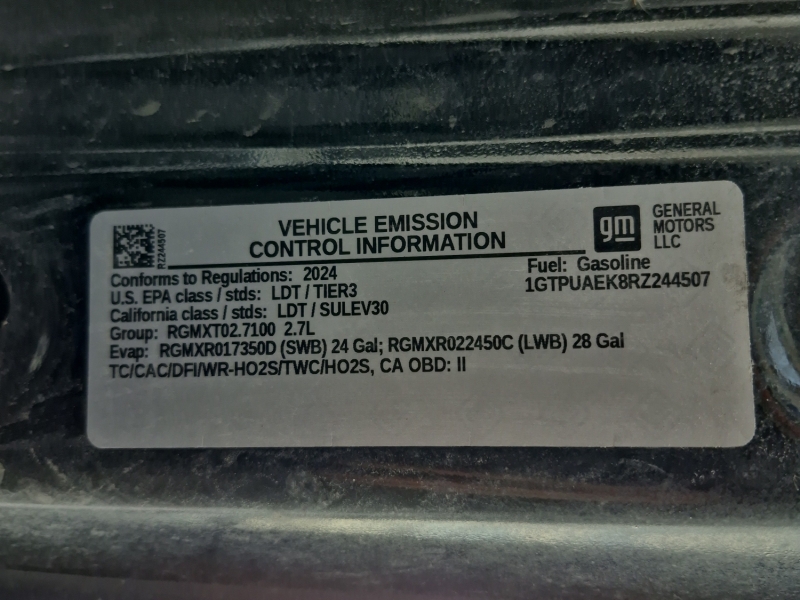 RZ244507
VEHICLE EMISSION
CONTROL INFORMATION
gm
GENERAL
MOTORS
LLC
Conforms to Regulations: 2024
U.S. EPA class / stds: LDT / TIER3
California class / stds: LDT / SULEV30
Group: RGMXT02.7100 2.7L
Evap: RGMXR017350D (SWB) 24 Gal; RGMXR022450C (LWB) 28 Gal
TC/CAC/DFI/WR-HO2S/TWC/HO2S, CA OBD: II
Fuel: Gasoline
1GTPUAEK8RZ244507